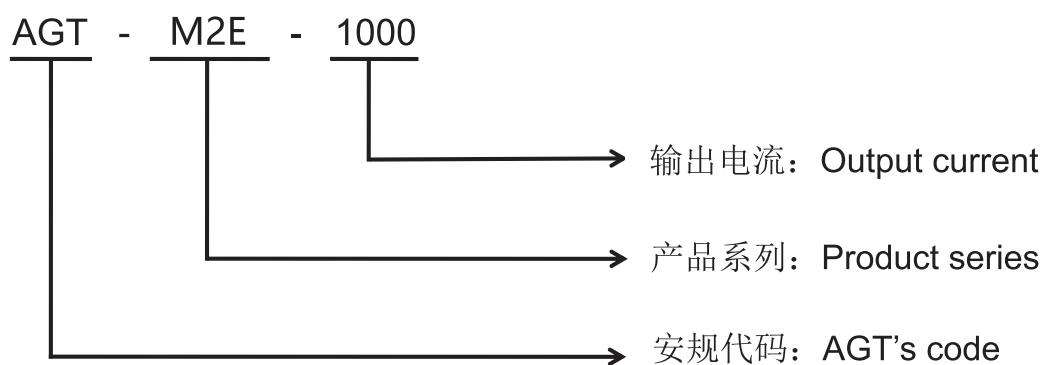 AGT - M2E - 1000
输出电流：Output current
产品系列：Product series
安规代码：AGT's code